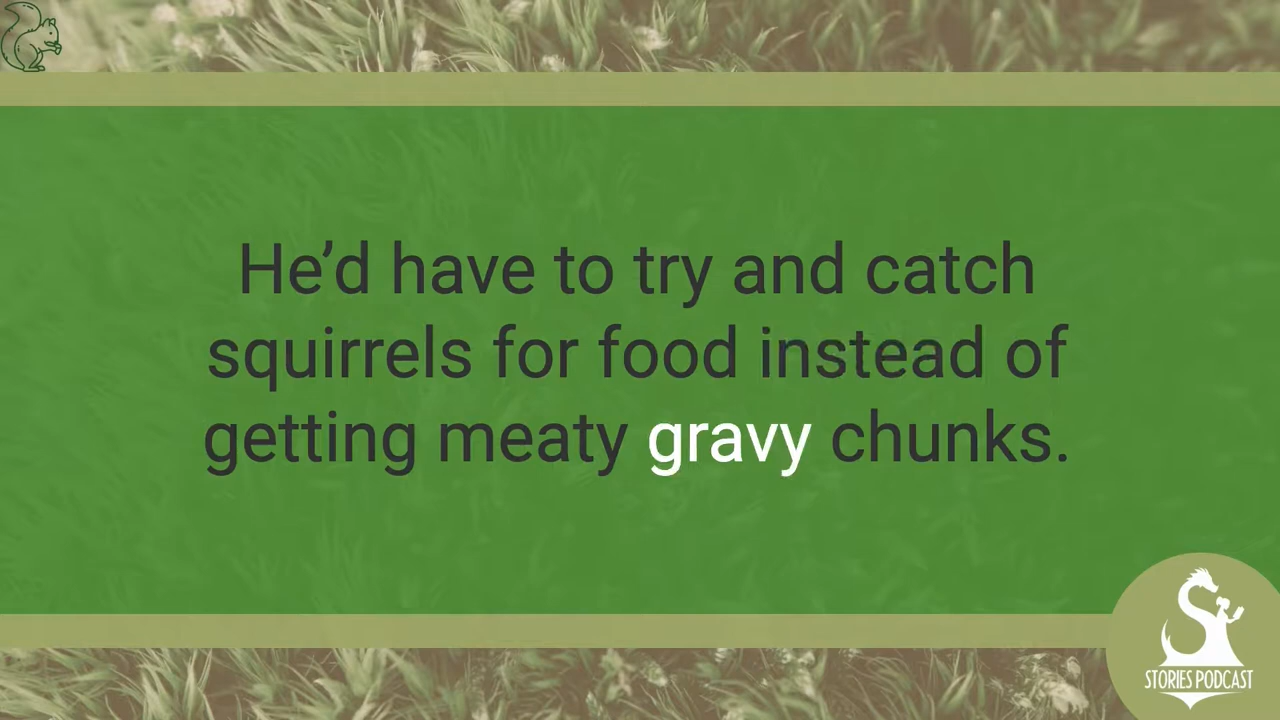 He’d have to try and catch
squirrels for food instead of
getting meaty gravy chunks.
STORIES PODCAST